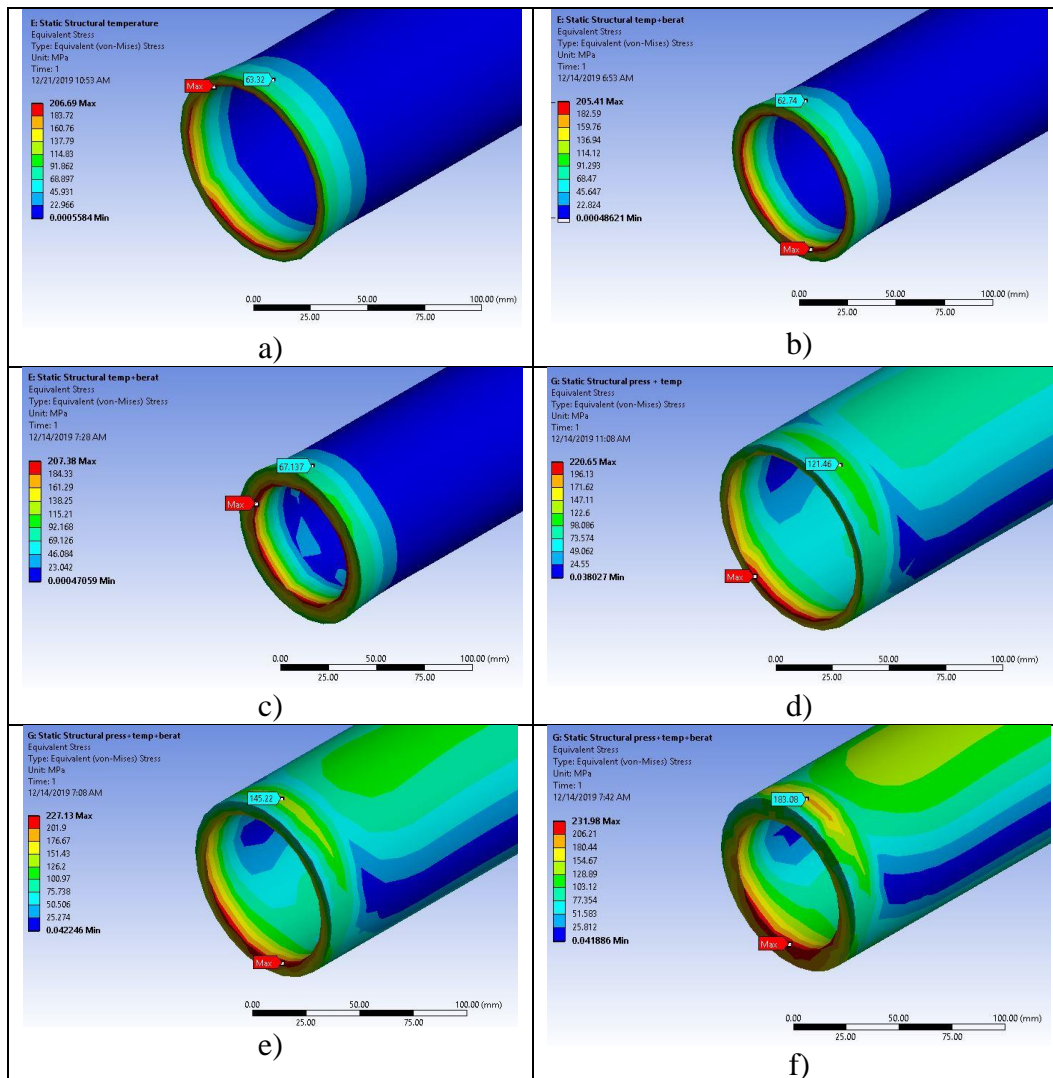 E: Static Structural temperature
Equivalent Stress
Type: Equivalent (von-Mises) Stress
Unit: MPa
Time: 1
12/21/2019 10:53 AM
206.69 Max
183.72
160.76
137.79
114.83
91.862
68.897
45.931
22.966
0.0005584 Min
Max
63.32
0.00
50.00
100.00 (mm)
25.00
75.00
a)
E: Static Structural temp+berat
Equivalent Stress
Type: Equivalent (von-Mises) Stress
Unit: MPa
Time: 1
12/14/2019 6:53 AM
205.41 Max
182.59
159.76
136.94
114.12
91.293
68.47
45.647
22.824
0.00048621 Min
62.74
Max
0.00
50.00
100.00 (mm)
25.00
75.00
b)
E: Static Structural temp+berat
Equivalent Stress
Type: Equivalent (von-Mises) Stress
Unit: MPa
Time: 1
12/14/2019 7:28 AM
207.38 Max
184.33
161.29
138.25
115.21
92.168
69.126
46.084
23.042
0.00047059 Min
67.137
Max
0.00
50.00
100.00 (mm)
25.00
75.00
c)
G: Static Structural press + temp
Equivalent Stress
Type: Equivalent (von-Mises) Stress
Unit: MPa
Time: 1
12/14/2019 11:08 AM
220.65 Max
196.13
171.62
147.11
122.6
98.086
73.574
49.062
24.55
0.038027 Min
121.46
Max
0.00
50.00
100.00 (mm)
25.00
75.00
d)
G: Static Structural press+temp+berat
Equivalent Stress
Type: Equivalent (von-Mises) Stress
Unit: MPa
Time: 1
12/14/2019 7:08 AM
227.13 Max
201.9
176.67
151.43
126.2
100.97
75.738
50.506
25.274
0.042246 Min
145.22
Max
0.00
50.00
100.00 (mm)
25.00
75.00
e)
G: Static Structural press+temp+berat
Equivalent Stress
Type: Equivalent (von-Mises) Stress
Unit: MPa
Time: 1
12/14/2019 7:42 AM
231.98 Max
206.21
180.44
154.67
128.89
103.12
77.354
51.583
25.812
0.041886 Min
183.08
Max
0.00
50.00
100.00 (mm)
25.00
75.00
f)